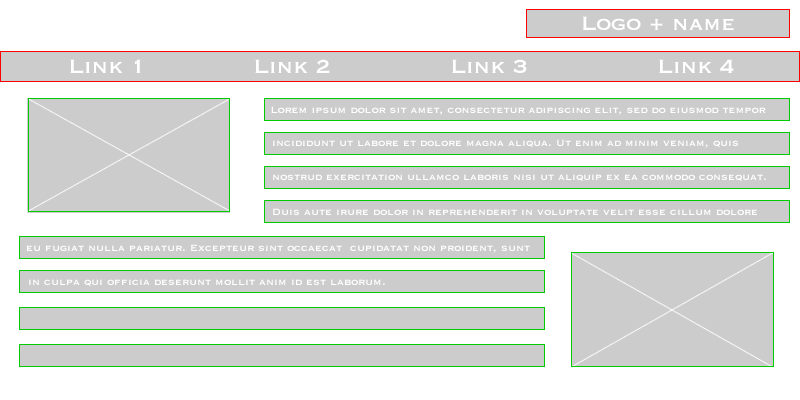 Logo + name
Link 1 Link 2 Link 3 Link 4
Lorem ipsum dolor sit amet, consectetur adipiscing elit, sed do eiusmod tempor
incididunt ut labore et dolore magna aliqua. Ut enim ad minim veniam, quis
nostrud exercitation ullamco laboris nisi ut aliquip ex ea commodo consequat.
Duis aute irure dolor in reprehenderit in voluptate velit esse cillum dolore
eu fugiat nulla pariatur. Excepteur sint occaecat cupidatat non proident, sunt
in culpa qui officia deserunt mollit anim id est laborum.